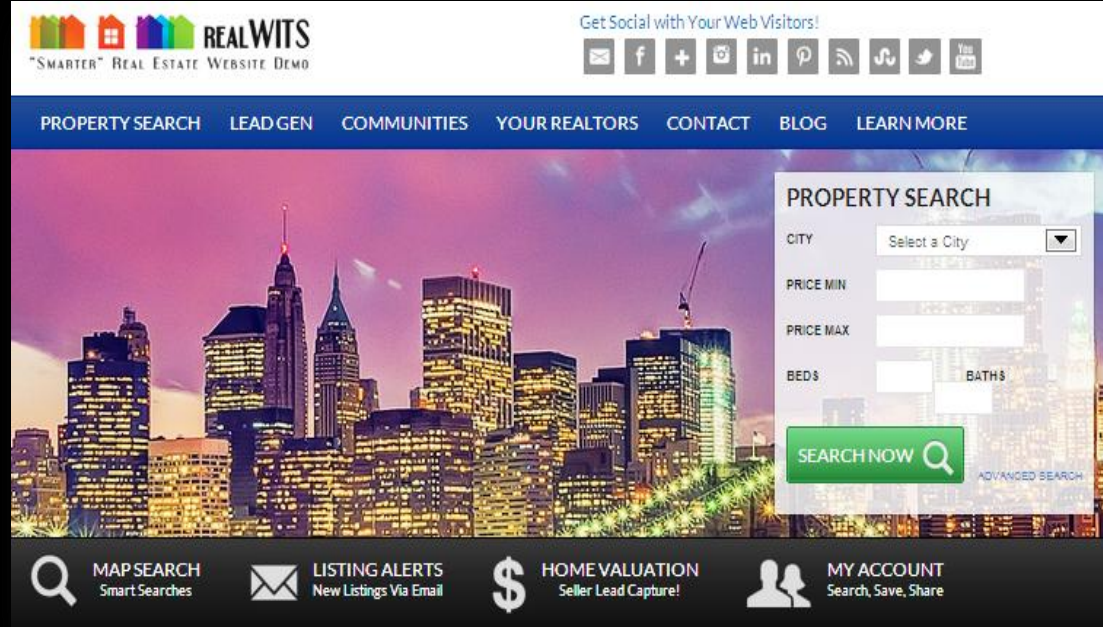 REALWITS
"SMARTER" REAL ESTATE WEBSITE DEMO
Get Social with Your Web Visitors!
f + in You Tube
PROPERTY SEARCH LEAD GEN COMMUNITIES YOUR REALTORS CONTACT BLOG LEARN MORE
PROPERTY SEARCH
CITY Select a City
PRICE MIN
PRICE MAX
BEDS BATHS
SEARCH NOW
ADVANCED SEARCH
MAP SEARCH
Smart Searches
LISTING ALERTS
New Listings Via Email
$
HOME VALUATION
Seller Lead Capture!
MY ACCOUNT
Search, Save, Share